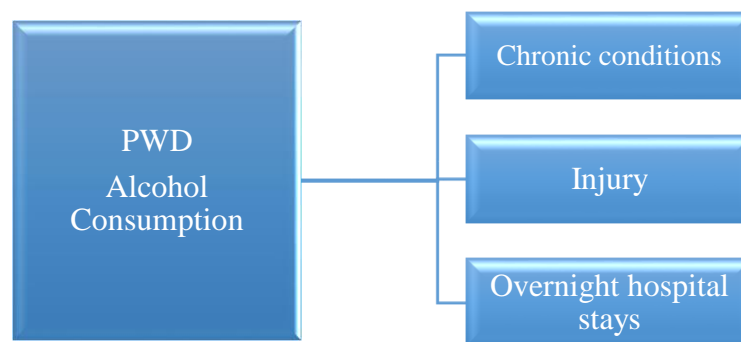 PWD
Alcohol
Consumption
Chronic conditions
Injury
Overnight hospital
stays